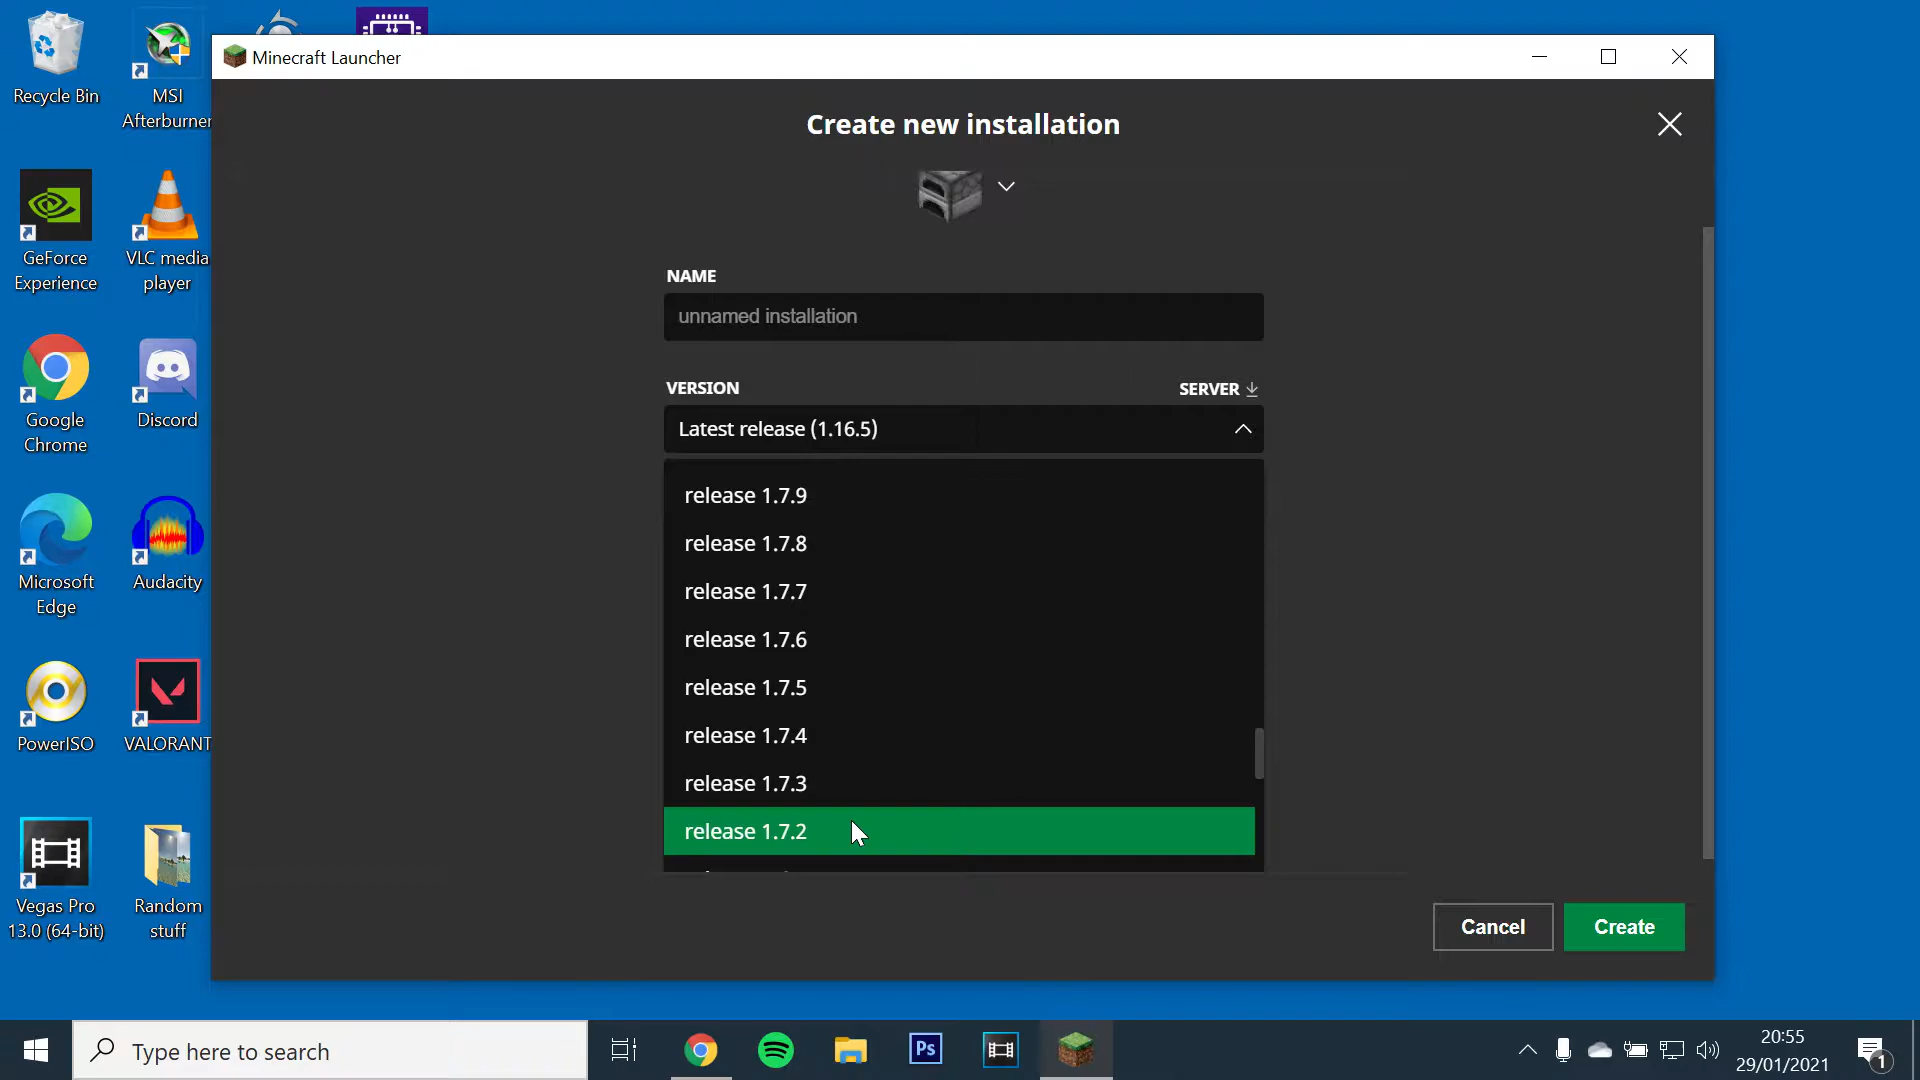 Minecraft Launcher
Create new installation
NAME
unnamed installation
VERSION
SERVER
Latest release (1.16.5)
release 1.7.9
release 1.7.8
release 1.7.7
release 1.7.6
release 1.7.5
release 1.7.4
release 1.7.3
release 1.7.2
Cancel
Create
Recycle Bin
MSI
Afterburner
GeForce
Experience
VLC media
player
Google
Chrome
Discord
Microsoft
Edge
Audacity
PowerISO
VALORANT
Vegas Pro
13.0 (64-bit)
Random
stuff
Type here to search
Ps
20:55
29/01/2021
1